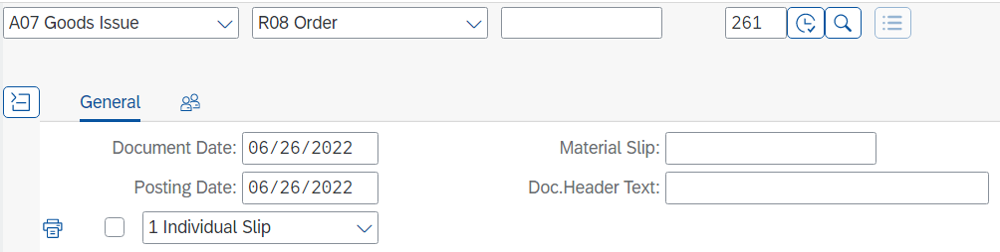 A07 Goods Issue R08 Order 261
General
Document Date: 06/26/2022 Material Slip:
Posting Date: 06/26/2022 Doc.Header Text:
1 Individual Slip